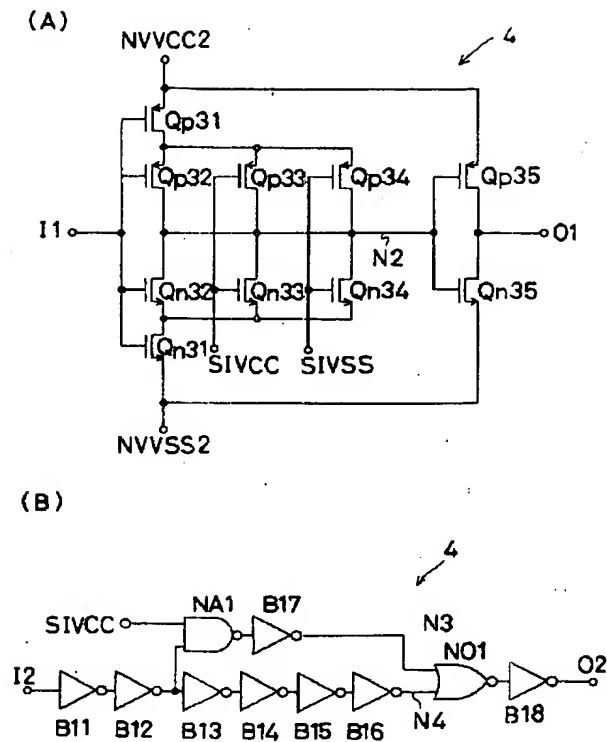 (A)
NVVCC2
4
Qp31
Qp32
Qp33
Qp34
Qp35
I1
N2
O1
Qn32
Qn33
Qn34
Qn35
Qn31
SIVCC
SIVSS
NVVSS2
(B)
4
SIVCC
NA1
B17
N3
NO1
O2
I2
B11
B12
B13
B14
B15
B16
N4
B18